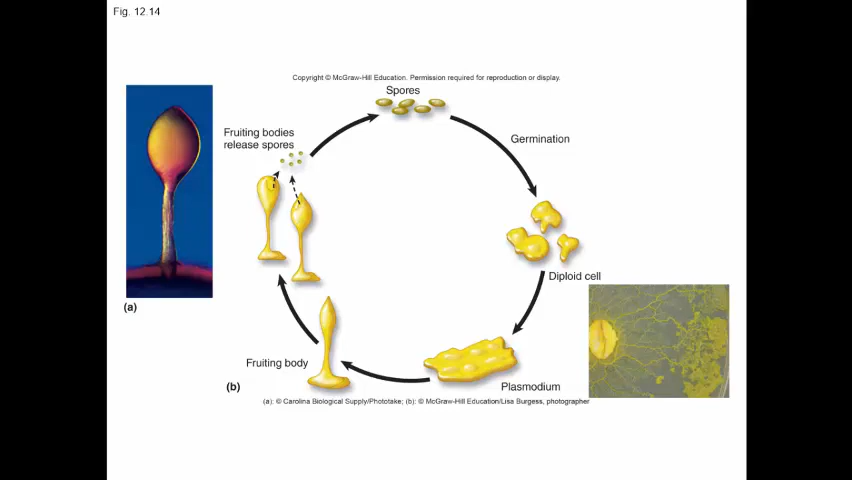 Fig. 12.14
Copyright © McGraw-Hill Education. Permission required for reproduction or display.
Spores
Fruiting bodies
release spores
Germination
Diploid cell
(a)
Fruiting body
Plasmodium
(b)
(a): © Carolina Biological Supply/Phototake; (b): © McGraw-Hill Education/Lisa Burgess, photographer